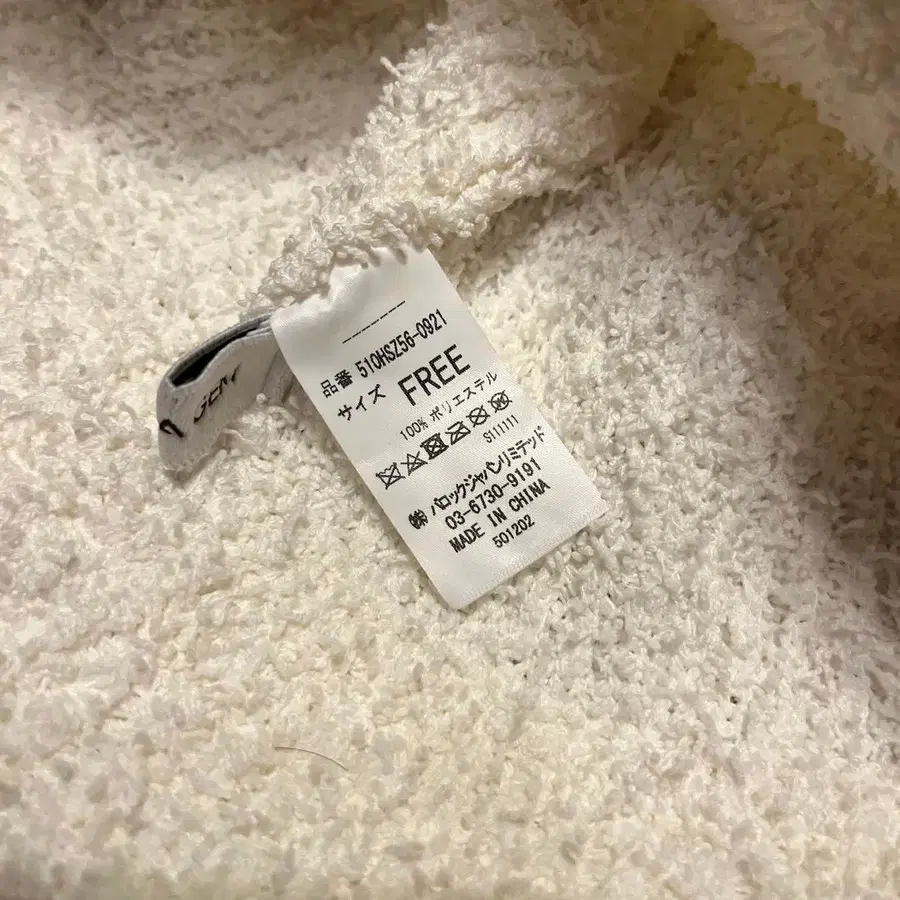 品番 510HSZ56-0921
サイズ FREE
100% ポリエステル
S111111
㈱バロックジャパンリミテッド
03-6730-9191
MADE IN CHINA
501202